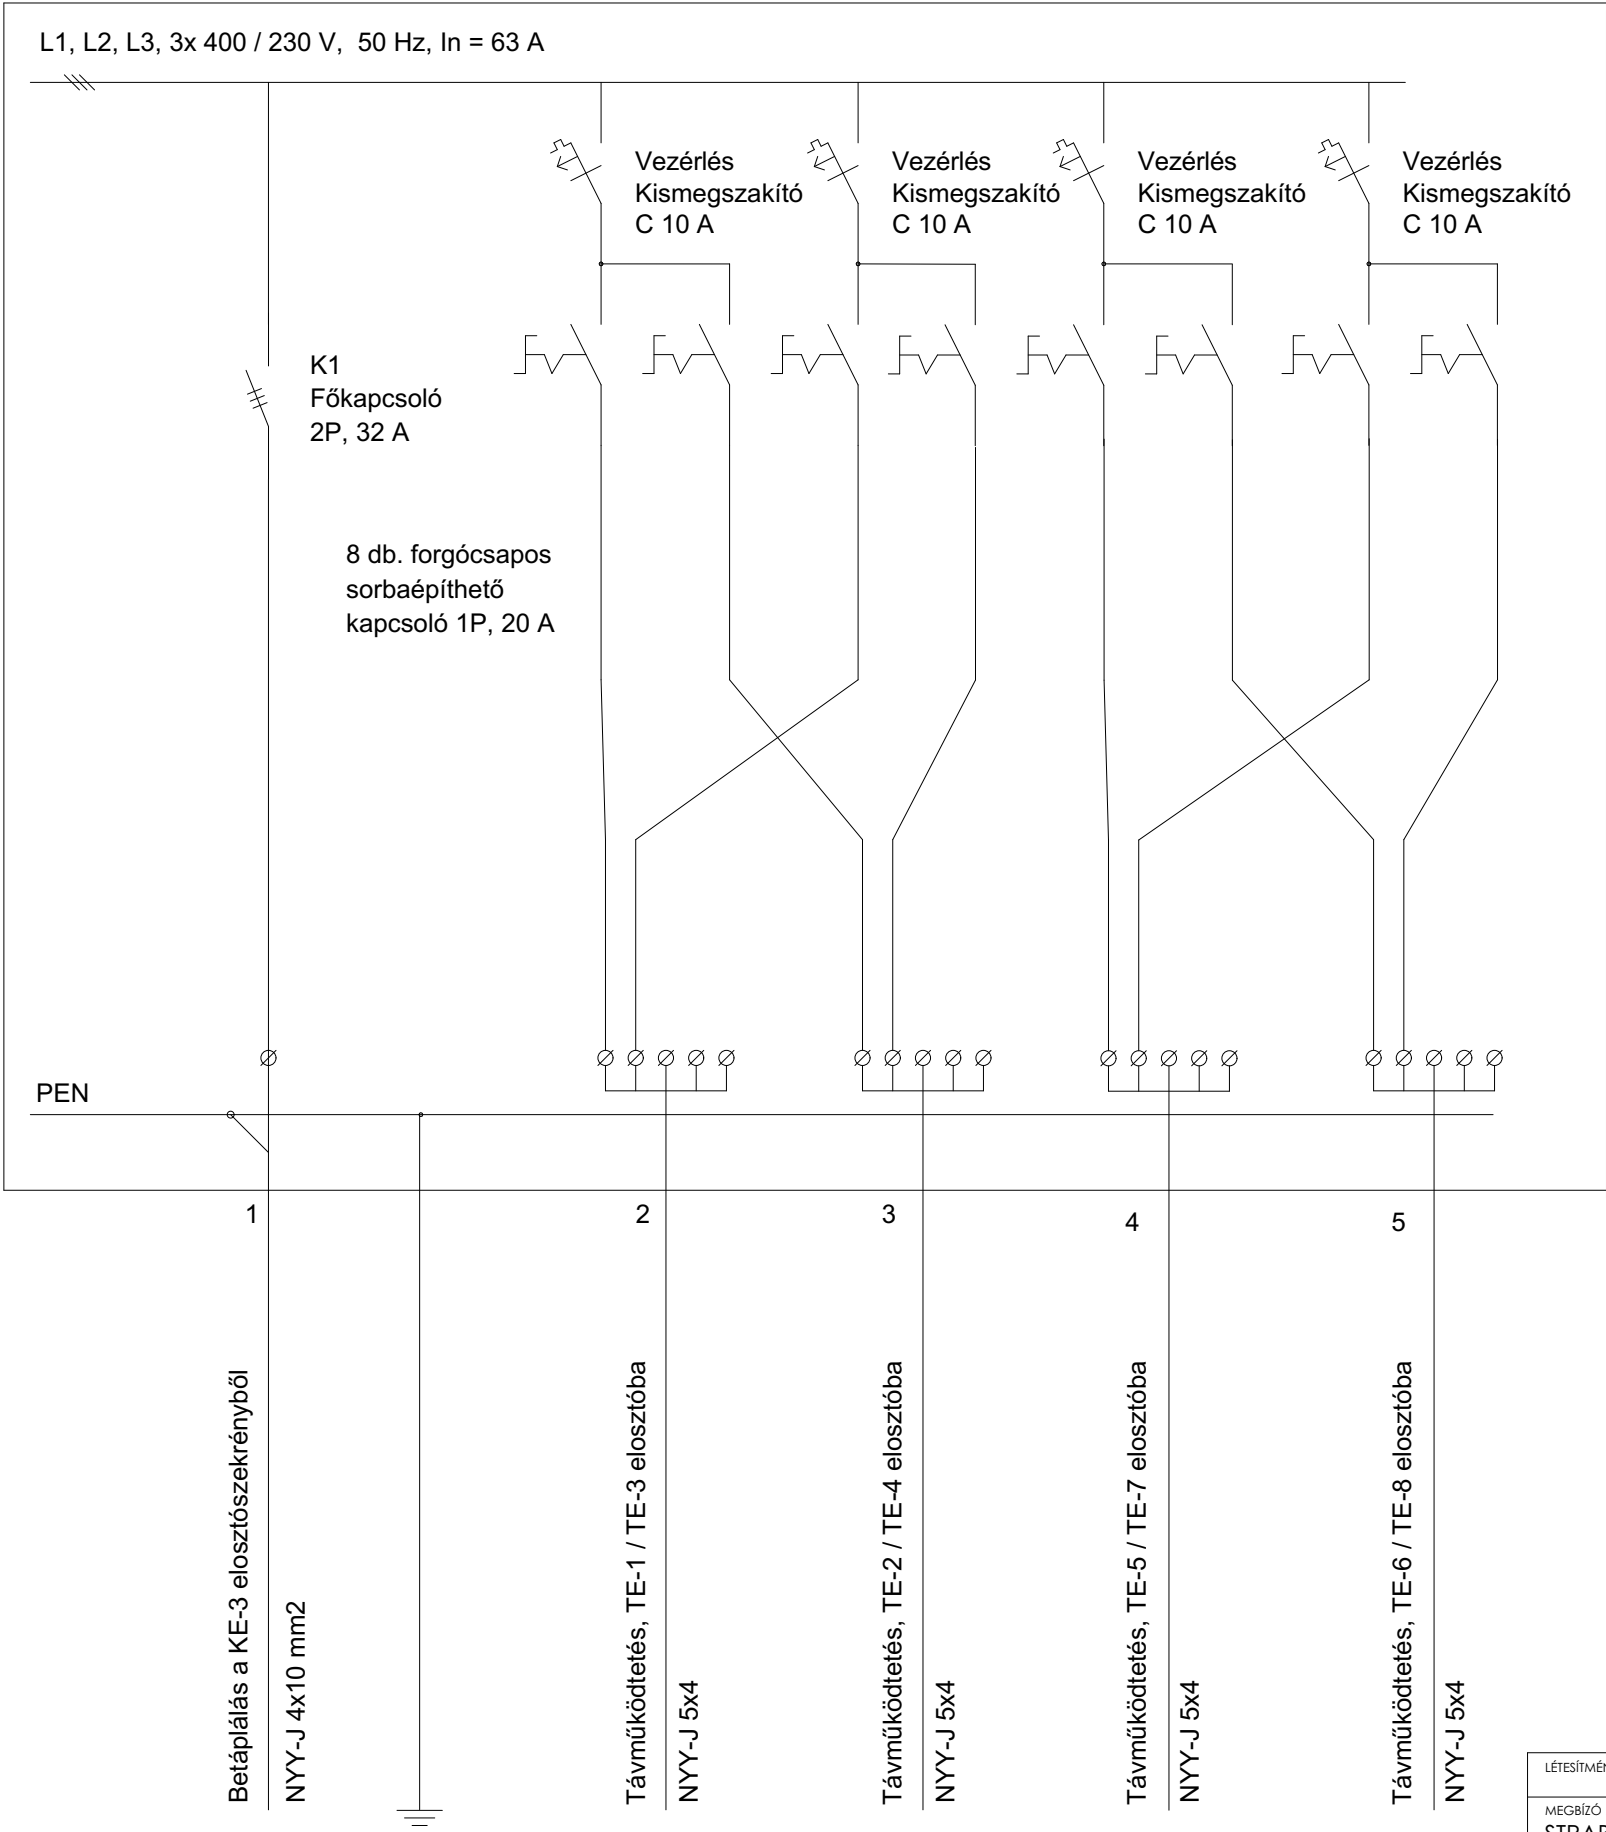 L1, L2, L3, 3x 400 / 230 V, 50 Hz, In = 63 A
Vezérlés
Kismegszakító
C 10 A
Vezérlés
Kismegszakító
C 10 A
Vezérlés
Kismegszakító
C 10 A
Vezérlés
Kismegszakító
C 10 A
K1
Főkapcsoló
2P, 32 A
8 db. forgócsapos
sorbaépíthető
kapcsoló 1P, 20 A
PEN
1
2
3
4
5
Betáplálás a KE-3 elosztószekrényből
NYY-J 4x10 mm2
Távműködtetés, TE-1 / TE-3 elosztóba
NYY-J 5x4
Távműködtetés, TE-2 / TE-4 elosztóba
NYY-J 5x4
Távműködtetés, TE-5 / TE-7 elosztóba
NYY-J 5x4
Távműködtetés, TE-6 / TE-8 elosztóba
NYY-J 5x4
MEGBÍZÓ